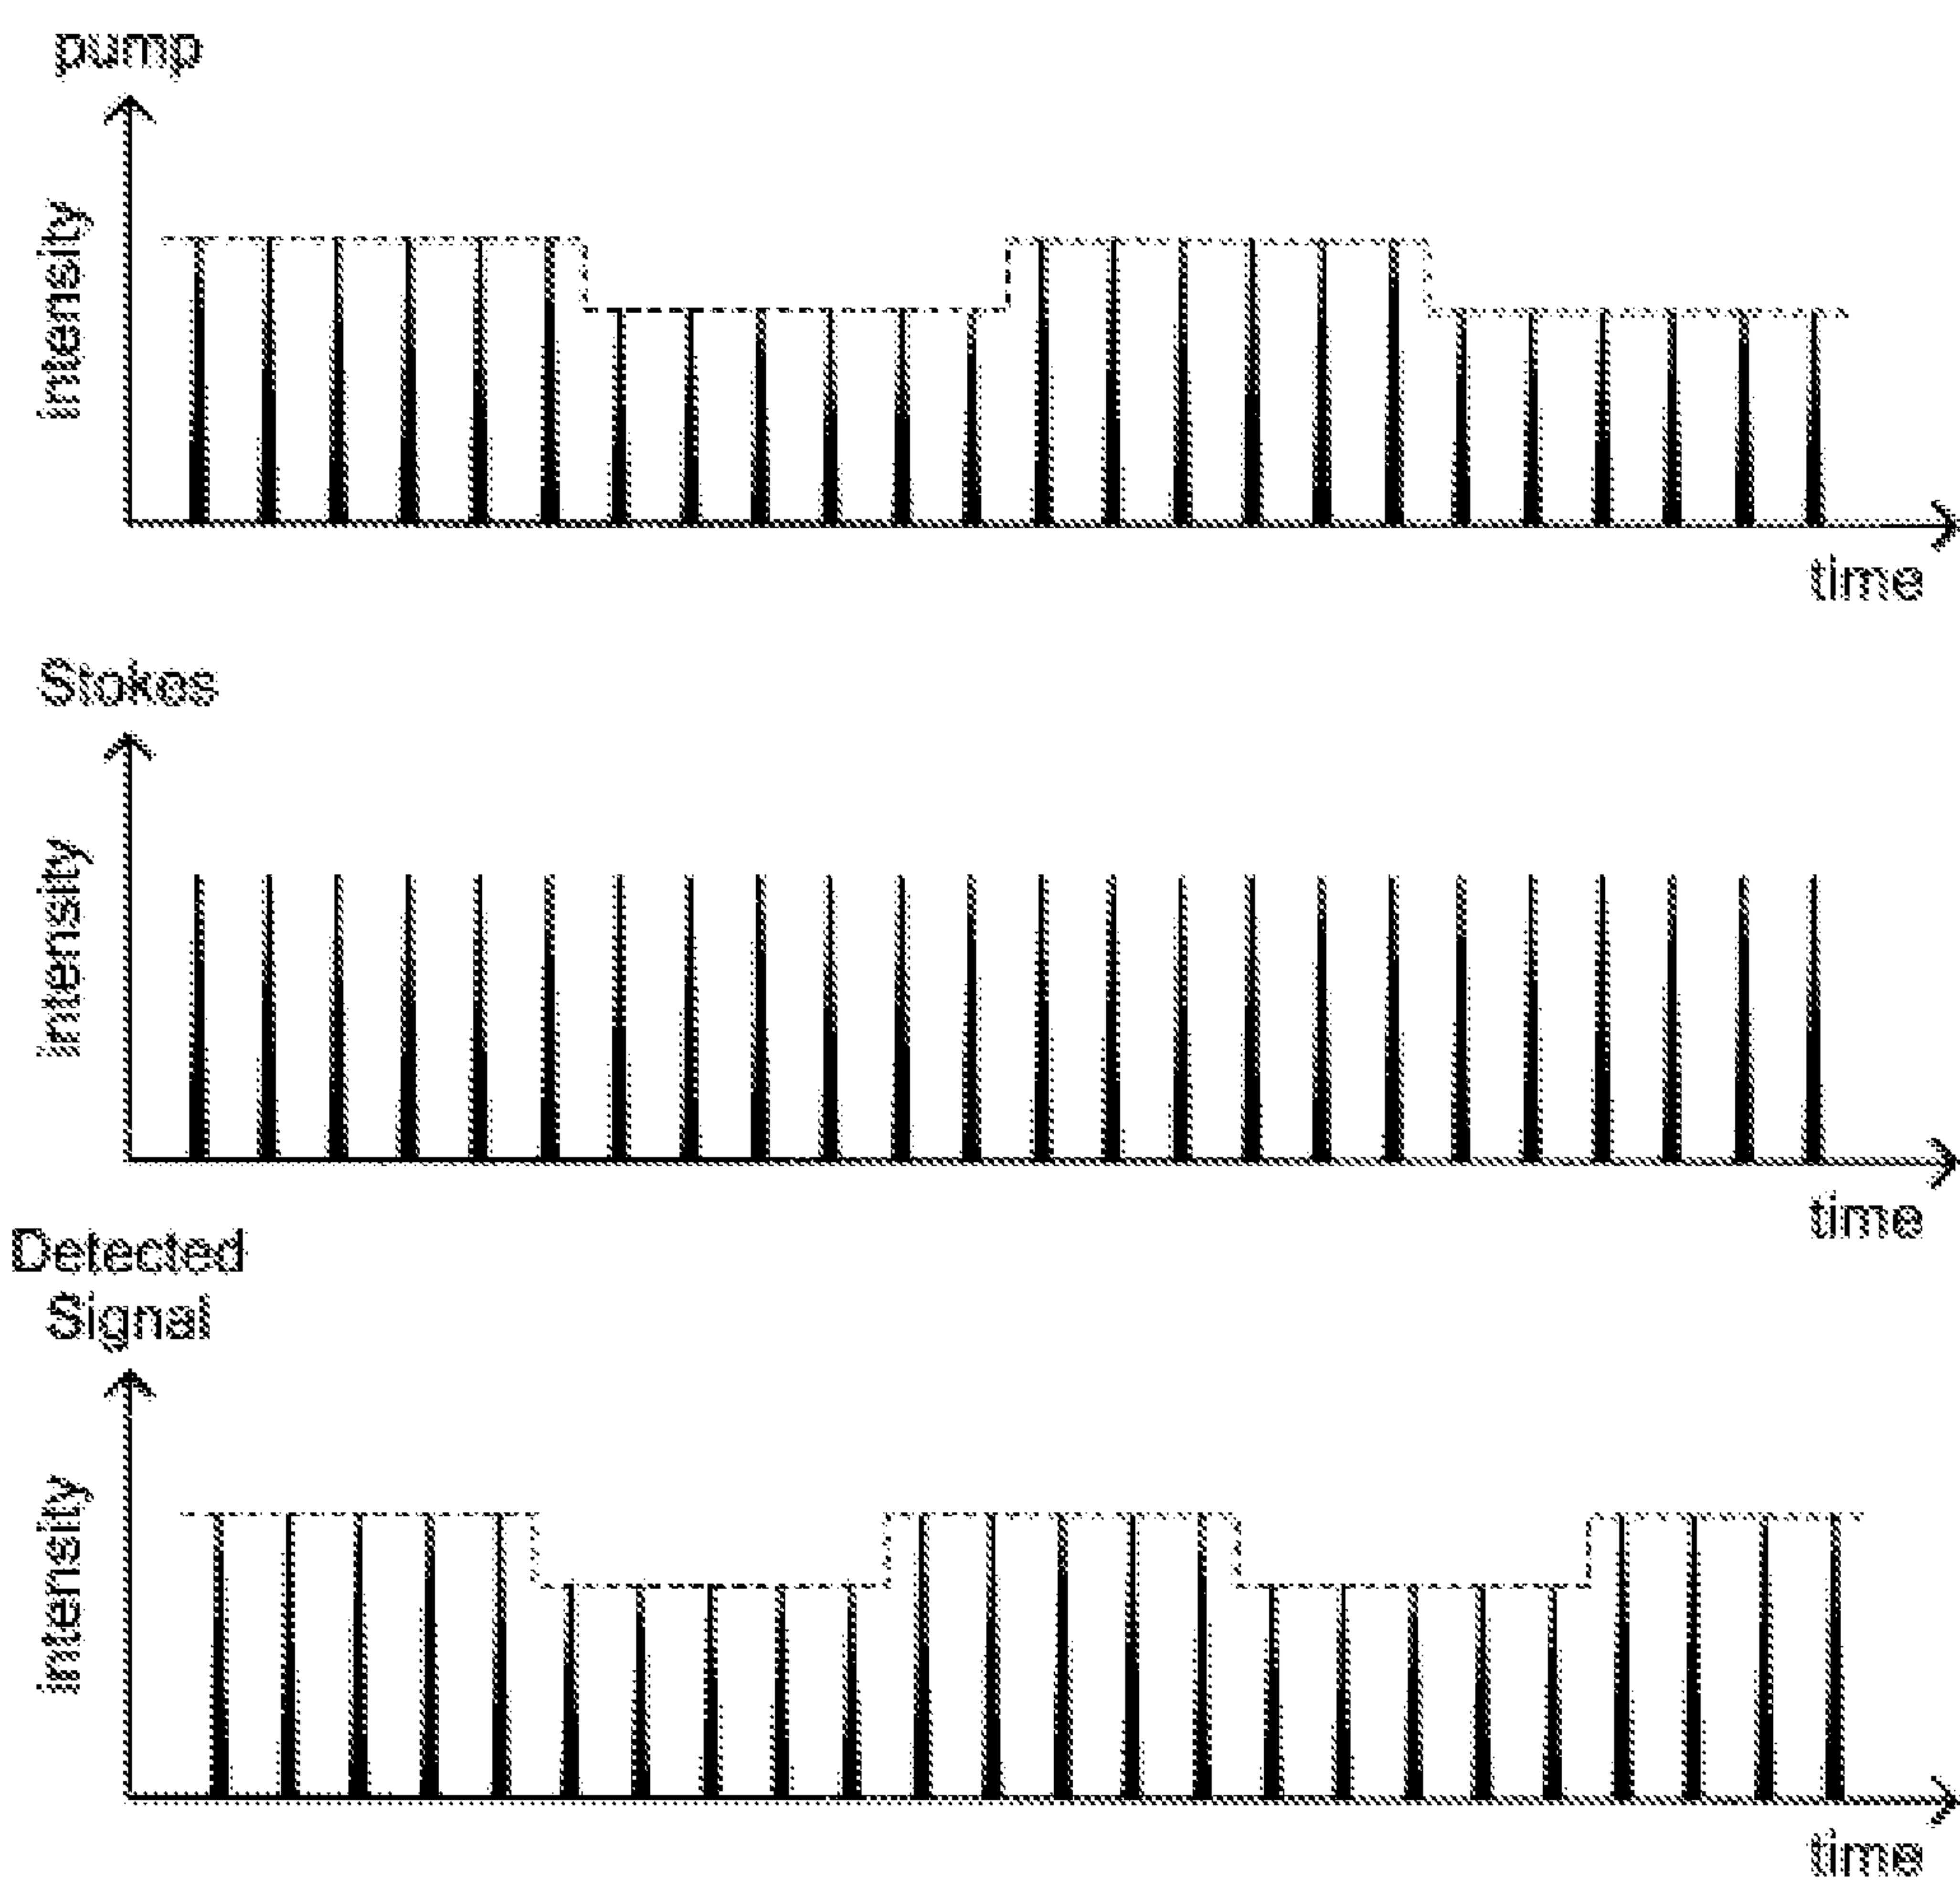 pump
intensity
time
Stokes
intensity
time
Detected
Signal
intensity
time